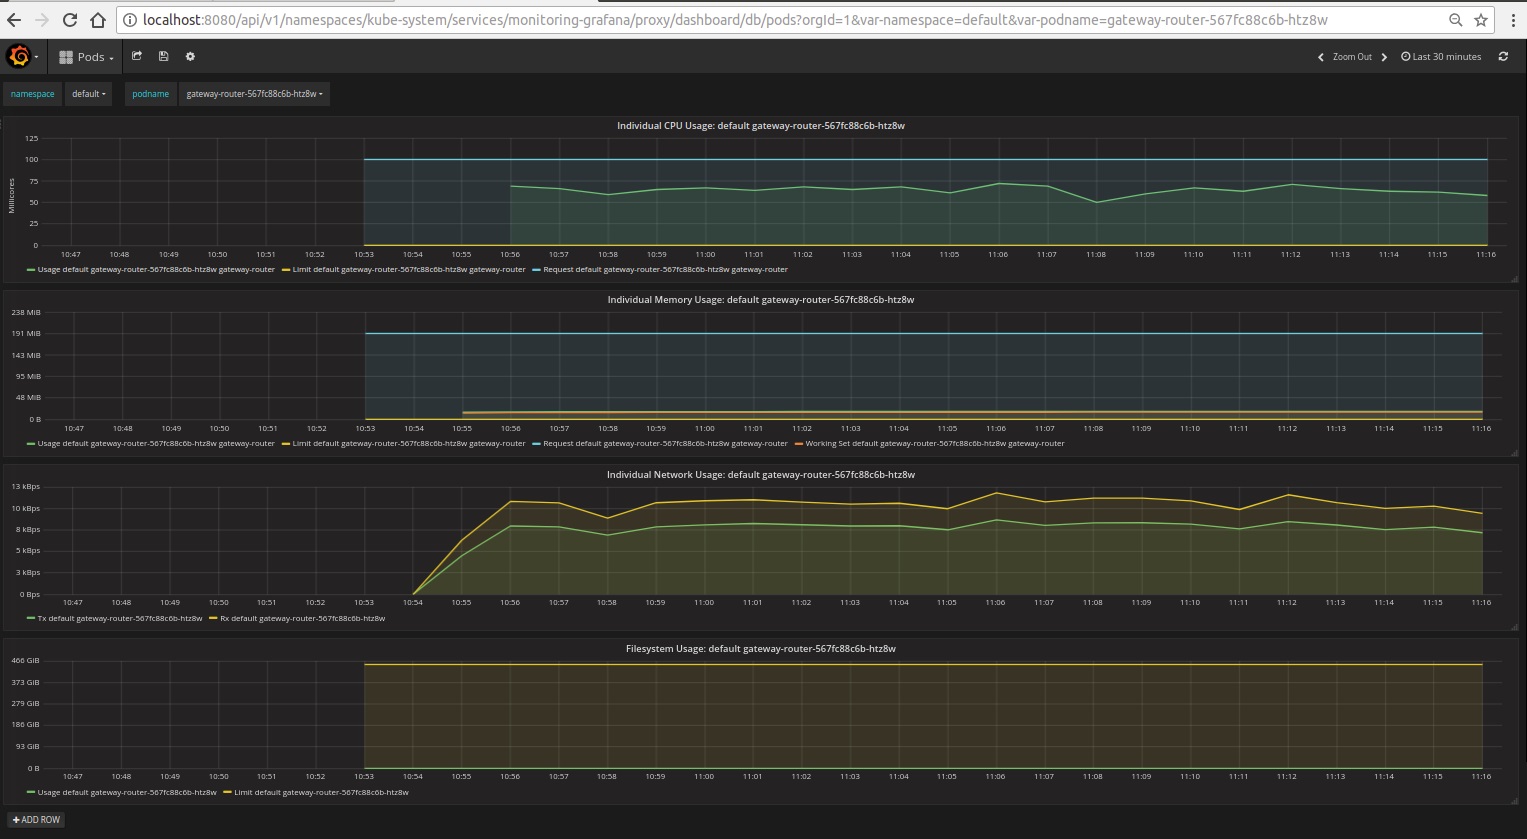 localhost:8080/api/v1/namespaces/kube-system/services/monitoring-grafana/proxy/dashboard/db/pods?orgId=1&var-namespace=default&var-podname=gateway-router-567fc88c6b-htz8w
Pods Zoom Out Last 30 minutes
namespace default podname gateway-router-567fc88c6b-htz8w
Individual CPU Usage: default gateway-router-567fc88c6b-htz8w
Millicores
125
100
75
50
25
0
10:47 10:48 10:49 10:50 10:51 10:52 10:53 10:54 10:55 10:56 10:57 10:58 10:59 11:00 11:01 11:02 11:03 11:04 11:05 11:06 11:07 11:08 11:09 11:10 11:11 11:12 11:13 11:14 11:15 11:16
Usage default gateway-router-567fc88c6b-htz8w gateway-router Limit default gateway-router-567fc88c6b-htz8w gateway-router Request default gateway-router-567fc88c6b-htz8w gateway-router
Individual Memory Usage: default gateway-router-567fc88c6b-htz8w
238 MiB
191 MiB
143 MiB
95 MiB
48 MiB
0 B
10:47 10:48 10:49 10:50 10:51 10:52 10:53 10:54 10:55 10:56 10:57 10:58 10:59 11:00 11:01 11:02 11:03 11:04 11:05 11:06 11:07 11:08 11:09 11:10 11:11 11:12 11:13 11:14 11:15 11:16
Usage default gateway-router-567fc88c6b-htz8w gateway-router Limit default gateway-router-567fc88c6b-htz8w gateway-router Request default gateway-router-567fc88c6b-htz8w gateway-router Working Set default gateway-router-567fc88c6b-htz8w gateway-router
Individual Network Usage: default gateway-router-567fc88c6b-htz8w
13 kBps
10 kBps
8 kBps
5 kBps
3 kBps
0 Bps
10:47 10:48 10:49 10:50 10:51 10:52 10:53 10:54 10:55 10:56 10:57 10:58 10:59 11:00 11:01 11:02 11:03 11:04 11:05 11:06 11:07 11:08 11:09 11:10 11:11 11:12 11:13 11:14 11:15 11:16
Tx default gateway-router-567fc88c6b-htz8w Rx default gateway-router-567fc88c6b-htz8w
Filesystem Usage: default gateway-router-567fc88c6b-htz8w
466 GiB
373 GiB
279 GiB
186 GiB
93 GiB
0 B
10:47 10:48 10:49 10:50 10:51 10:52 10:53 10:54 10:55 10:56 10:57 10:58 10:59 11:00 11:01 11:02 11:03 11:04 11:05 11:06 11:07 11:08 11:09 11:10 11:11 11:12 11:13 11:14 11:15 11:16
Usage default gateway-router-567fc88c6b-htz8w Limit default gateway-router-567fc88c6b-htz8w
+ ADD ROW